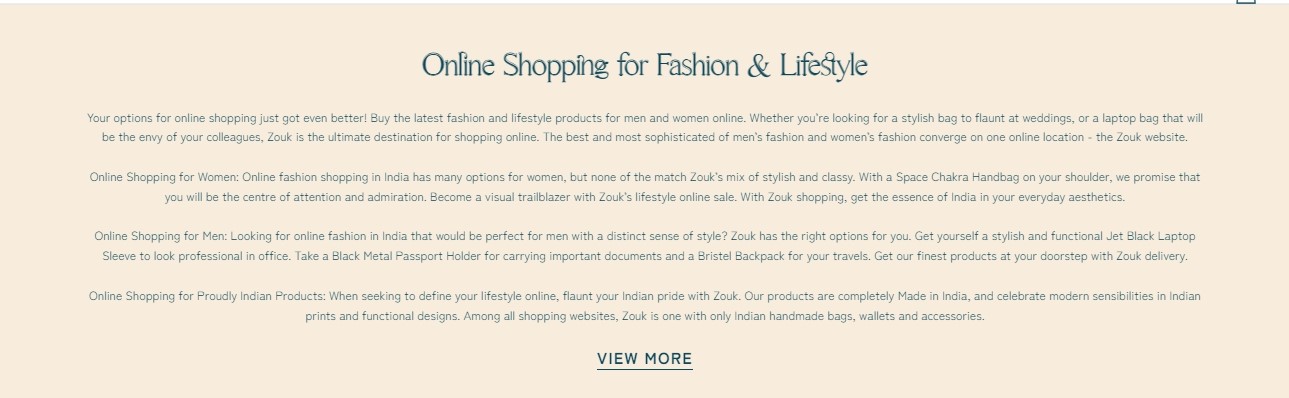 Online Shopping for Fashion & Lifestyle
Your options for online shopping just got even better! Buy the latest fashion and lifestyle products for men and women online. Whether you're looking for a stylish bag to flaunt at weddings, or a laptop bag that will
be the envy of your colleagues, Zouk is the ultimate destination for shopping online. The best and most sophisticated of men's fashion and women's fashion converge on one online location - the Zouk website.
Online Shopping for Women: Online fashion shopping in India has many options for women, but none of the match Zouk's mix of stylish and classy. With a Space Chakra Handbag on your shoulder, we promise that
you will be the centre of attention and admiration. Become a visual trailblazer with Zouk's lifestyle online sale. With Zouk shopping, get the essence of India in your everyday aesthetics.
Online Shopping for Men: Looking for online fashion in India that would be perfect for men with a distinct sense of style? Zouk has the right options for you. Get yourself a stylish and functional Jet Black Laptop
Sleeve to look professional in office. Take a Black Metal Passport Holder for carrying important documents and a Bristel Backpack for your travels. Get our finest products at your doorstep with Zouk delivery.
Online Shopping for Proudly Indian Products: When seeking to define your lifestyle online, flaunt your Indian pride with Zouk. Our products are completely Made in India, and celebrate modern sensibilities in Indian
prints and functional designs. Among all shopping websites, Zouk is one with only Indian handmade bags, wallets and accessories.
VIEW MORE